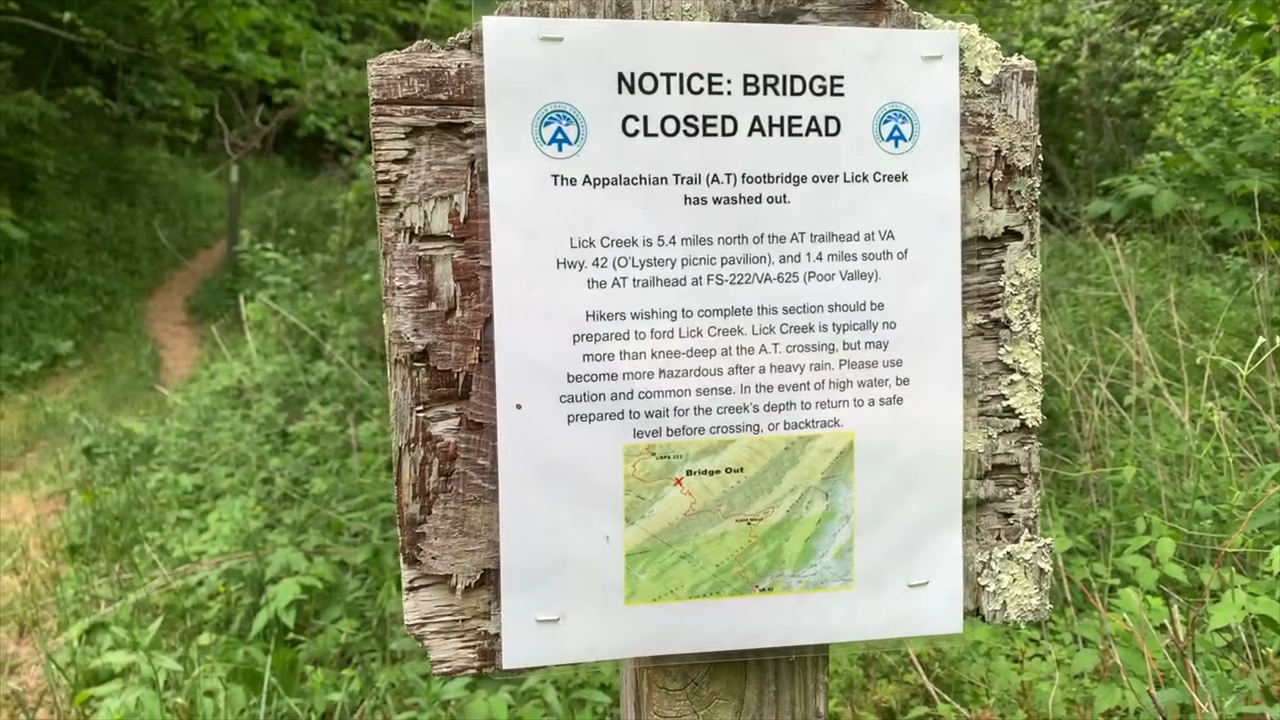 NOTICE: BRIDGE
CLOSED AHEAD
The Appalachian Trail (A.T) footbridge over Lick Creek
has washed out.
Lick Creek is 5.4 miles north of the AT trailhead at VA
Hwy. 42 (O'Lystery picnic pavilion), and 1.4 miles south of
the AT trailhead at FS-222/VA-625 (Poor Valley).
Hikers wishing to complete this section should be
prepared to ford Lick Creek. Lick Creek is typically no
more than knee-deep at the A.T. crossing, but may
become more hazardous after a heavy rain. Please use
caution and common sense. In the event of high water, be
prepared to wait for the creek's depth to return to a safe
level before crossing, or backtrack.
Bridge Out